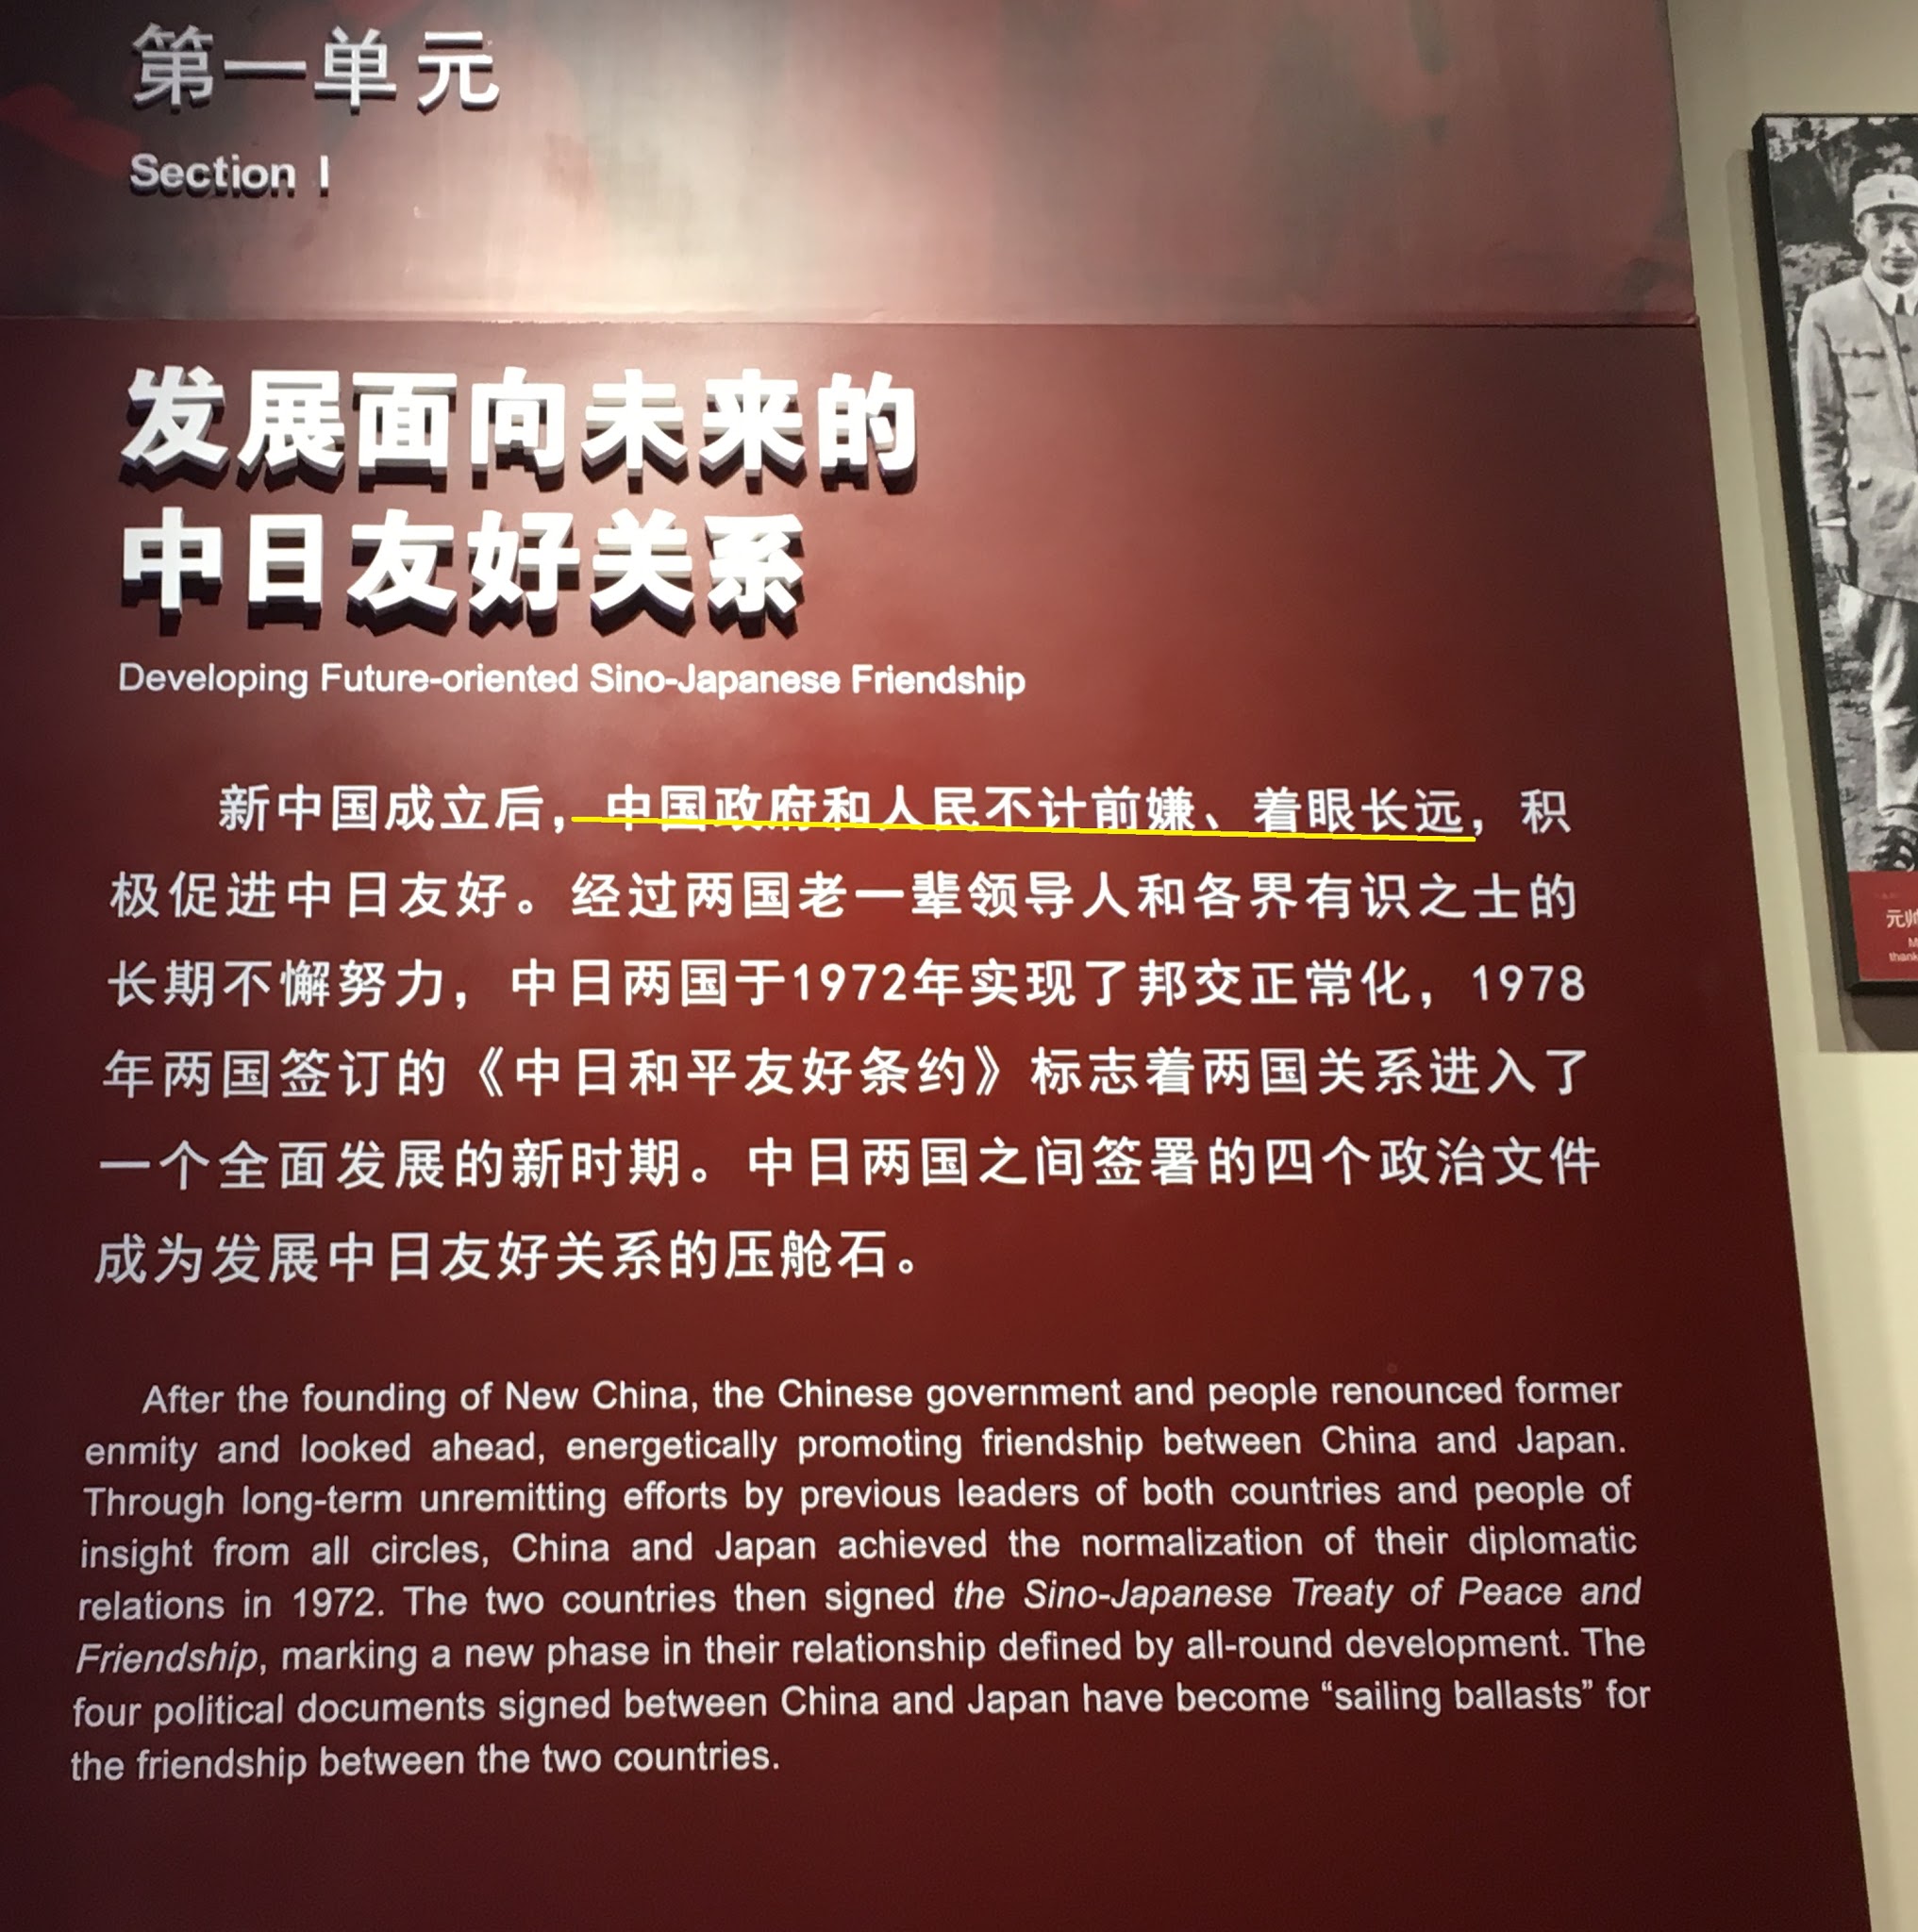 第一单元
Section I
发展面向未来的
中日友好关系
Developing Future-oriented Sino-Japanese Friendship
新中国成立后，中国政府和人民不计前嫌、着眼长远，积
极促进中日友好。经过两国老一辈领导人和各界有识之士的
长期不懈努力，中日两国于1972年实现了邦交正常化，1978
年两国签订的《中日和平友好条约》标志着两国关系进入了
一个全面发展的新时期。中日两国之间签署的四个政治文件
成为发展中日友好关系的压舱石。
After the founding of New China, the Chinese government and people renounced former
enmity and looked ahead, energetically promoting friendship between China and Japan.
Through long-term unremitting efforts by previous leaders of both countries and people of
insight from all circles, China and Japan achieved the normalization of their diplomatic
relations in 1972. The two countries then signed the Sino-Japanese Treaty of Peace and
Friendship, marking a new phase in their relationship defined by all-round development. The
four political documents signed between China and Japan have become “sailing ballasts” for
the friendship between the two countries.
元帅